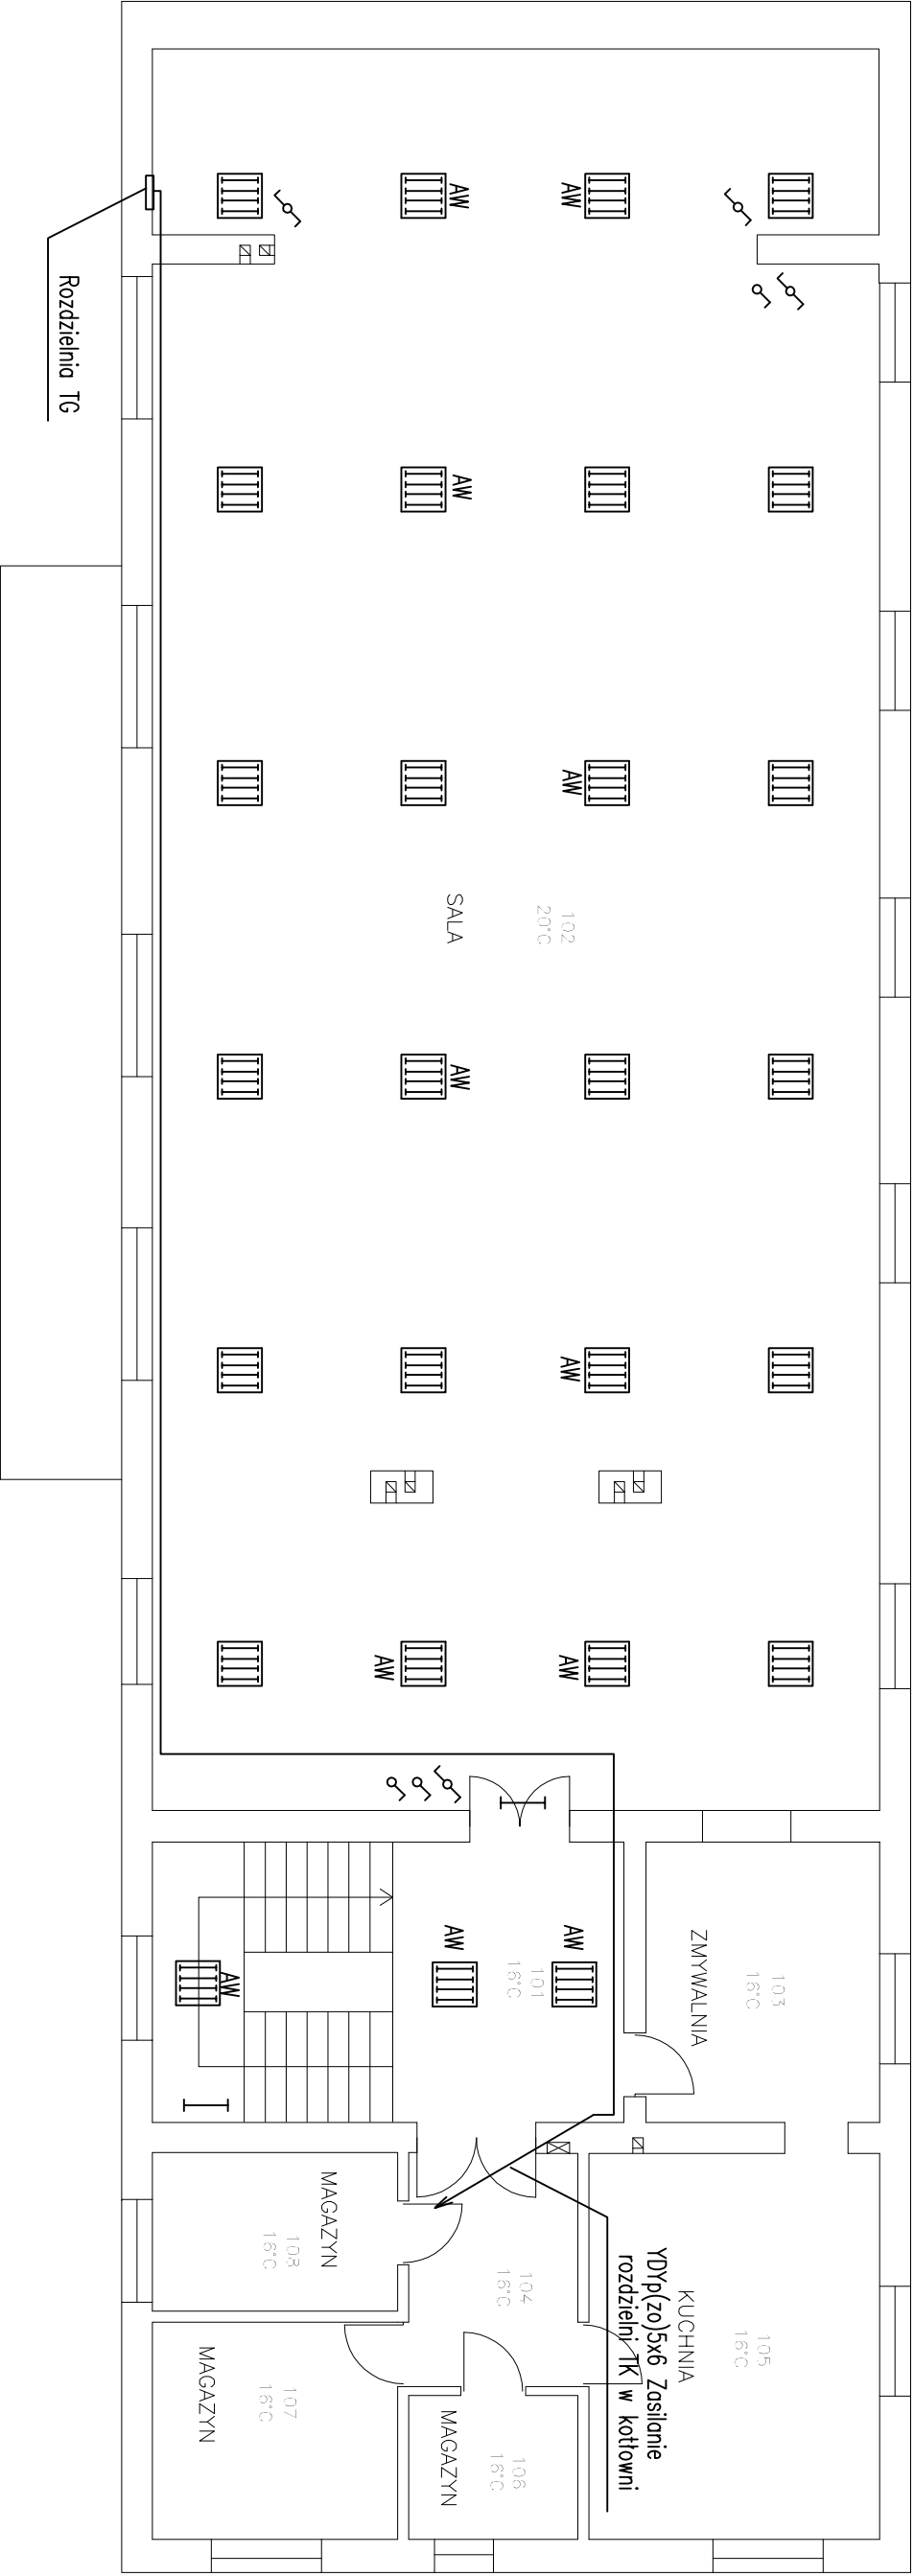 Rozdzielnia TG
AW
AW
AW
AW
AW
AW
AW
AW
SALA
102
20°C
AW
AW
AW
101
16°C
ZMYWALNIA
103
16°C
MAGAZYN
108
16°C
104
16°C
KUCHNIA
105
16°C
YDYp(zo)5x6 Zasilanie
rozdzielni TK w kotłowni
MAGAZYN
107
16°C
MAGAZYN
106
16°C